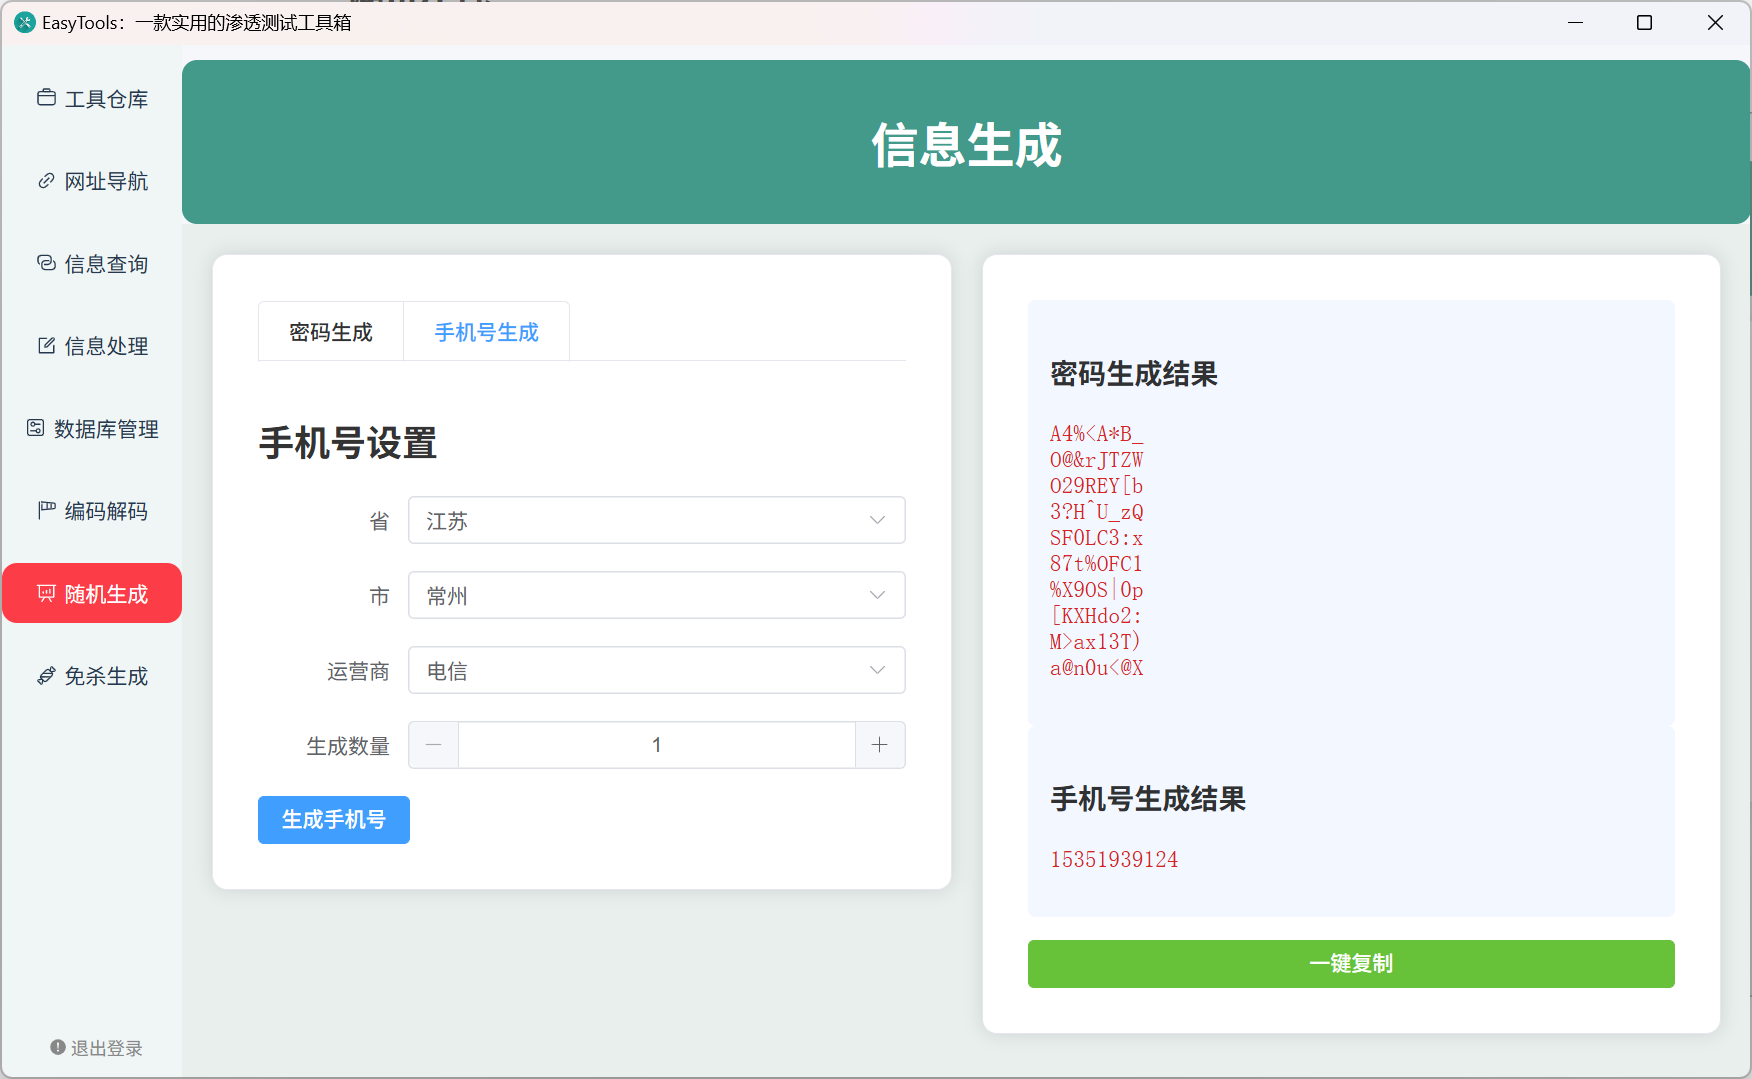 EasyTools：一款实用的渗透测试工具箱
工具仓库
网址导航
信息查询
信息处理
数据库管理
编码解码
随机生成
免杀生成
退出登录
信息生成
密码生成
手机号生成
手机号设置
省
江苏
市
常州
运营商
电信
生成数量
1
生成手机号
密码生成结果
A4%<A*B_
O@&rJTZW
O29REY[b
3?H^U_zQ
SFOLC3:x
87t%OFC1
%X9OS|0p
[KXHdo2:
M>ax13T)
a@nOu<@X
手机号生成结果
15351939124
一键复制